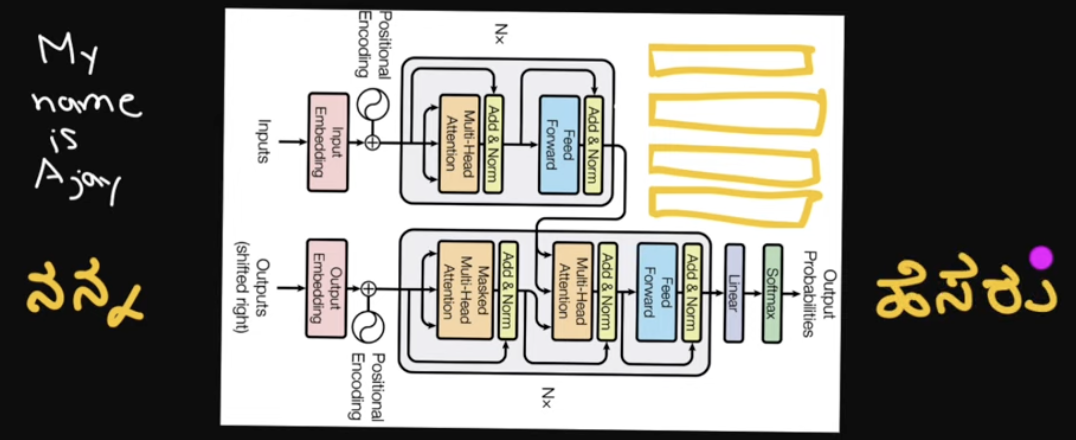 My
name
is
Ajay
ನನ್ನ
Positional
Encoding
Nx
Inputs
Input
Embedding
Multi-Head
Attention
Add & Norm
Feed
Forward
Add & Norm
Outputs
(shifted right)
Output
Embedding
Positional
Encoding
Masked
Multi-Head
Attention
Add & Norm
Multi-Head
Attention
Add & Norm
Feed
Forward
Add & Norm
Nx
Linear
Softmax
Output
Probabilities
ಹೆಸರು